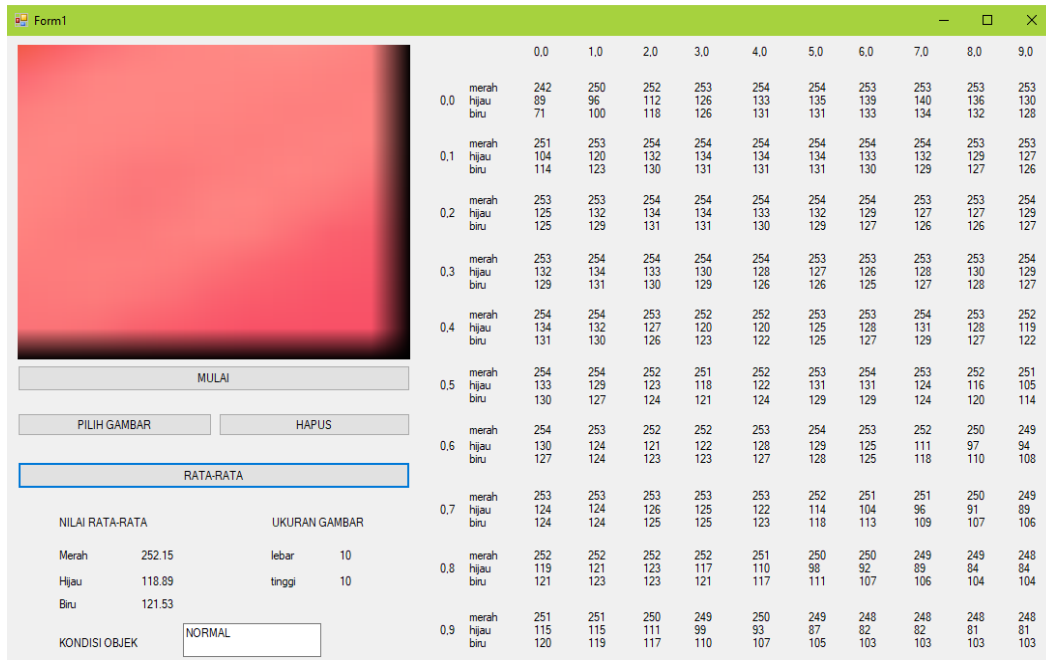 Form1
0,0 1,0 2,0 3,0 4,0 5,0 6,0 7,0 8,0 9,0
merah 242 250 252 253 254 254 253 253 253 253
0,0 hijau 89 96 112 126 133 135 139 140 136 130
biru 71 100 118 126 131 131 133 134 132 128
merah 251 253 254 254 254 254 254 254 253 253
0,1 hijau 104 120 132 134 134 134 133 132 129 127
biru 114 123 130 131 131 131 130 129 127 126
merah 253 253 254 254 254 254 253 253 253 254
0,2 hijau 125 132 134 134 133 132 129 127 127 129
biru 125 129 131 131 130 129 127 126 126 127
merah 253 254 254 254 254 253 253 253 254 254
0,3 hijau 132 134 133 130 128 127 126 128 130 129
biru 129 131 130 129 126 126 125 127 128 127
merah 254 254 253 252 252 253 253 254 253 252
0,4 hijau 134 132 127 120 120 125 128 131 128 119
biru 131 130 126 123 122 125 127 129 127 122
merah 254 254 252 251 252 253 254 253 252 251
0,5 hijau 133 129 123 118 122 131 131 124 116 105
biru 130 127 124 121 124 129 129 124 120 114
merah 254 253 252 252 253 254 253 252 250 249
0,6 hijau 130 124 121 122 128 129 125 111 97 94
biru 127 124 123 123 127 128 125 118 110 108
merah 253 253 253 253 253 252 251 251 250 249
0,7 hijau 124 124 126 125 122 114 104 96 91 89
biru 124 124 125 125 123 118 113 109 107 106
merah 252 252 252 252 251 250 250 249 249 248
0,8 hijau 119 121 123 117 110 98 92 89 84 84
biru 121 123 123 121 117 111 107 106 104 104
merah 251 251 250 249 250 249 248 248 248 248
0,9 hijau 115 115 111 99 93 87 82 82 81 81
biru 120 119 117 110 107 105 103 103 103 103
MULAI
PILIH GAMBAR HAPUS
RATA-RATA
NILAI RATA-RATA UKURAN GAMBAR
Merah 252.15 lebar 10
Hijau 118.89 tinggi 10
Biru 121.53
KONDISI OBJEK NORMAL